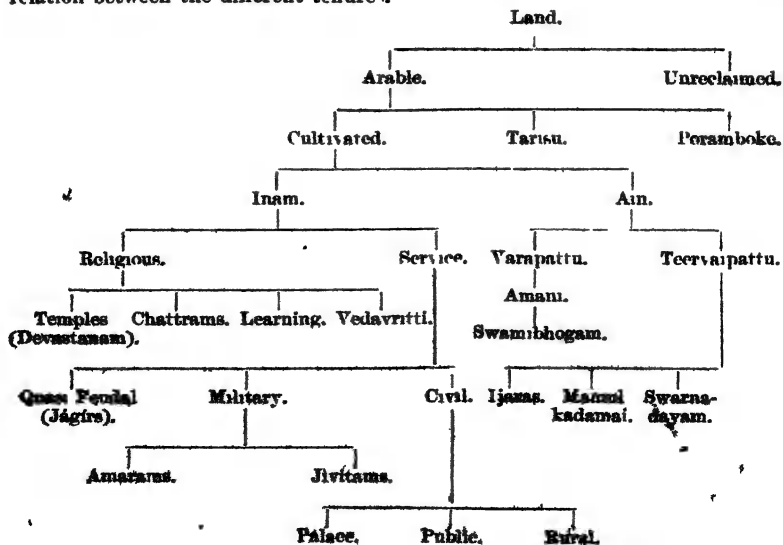 relation between the different tenures.
Land.
Arable. Unreclaimed.
Cultivated. Tarisu. Poramboke.
Inam. Ain.
Religious. Service. Varapattu. Teervaipattu.
Amani.
Temples Chattrams. Learning. Vedavritti.
(Devastanam).
Swamibhogam.
Quasi Feudal Military. Civil. Ijaras. Mamul Swarna-
(Jágírs). kadamai. dayam.
Amarams. Jivitams.
Palace. Public. Rural.